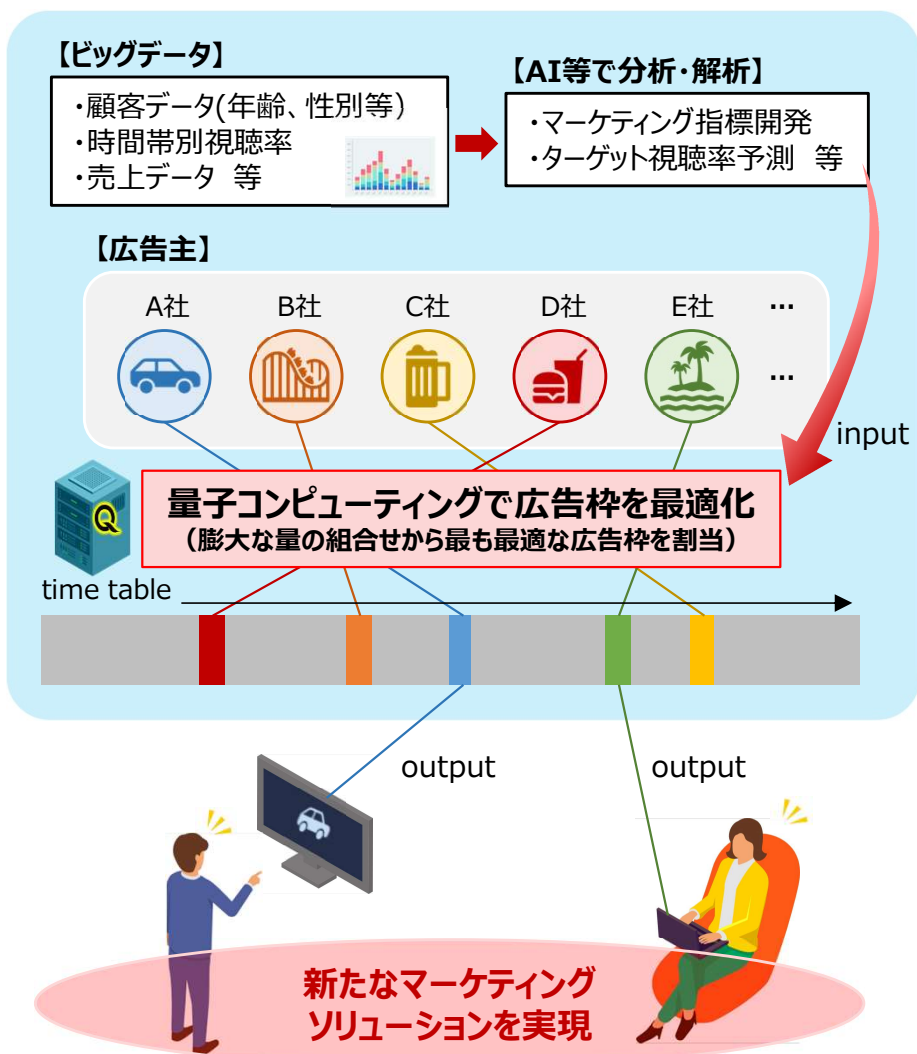 【ビッグデータ】
・顧客データ(年齢、性別等)
・時間帯別視聴率
・売上データ 等
【AI等で分析・解析】
・マーケティング指標開発
・ターゲット視聴率予測 等
【広告主】
A社 B社 C社 D社 E社 …
…
input
量子コンピューティングで広告枠を最適化
(膨大な量の組合せから最も最適な広告枠を割当)
Q
time table
output output
新たなマーケティング
ソリューションを実現